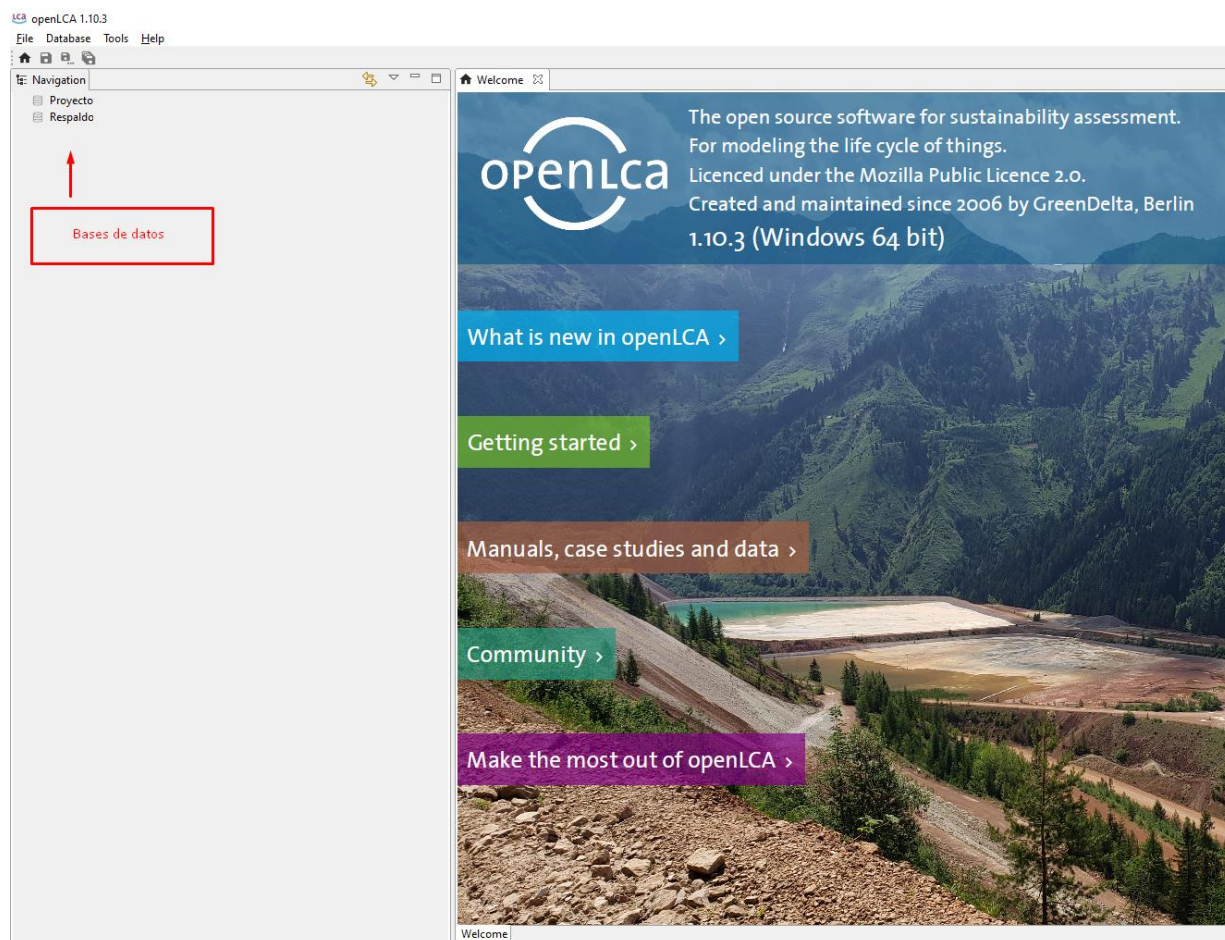 openLCA 1.10.3
File Database Tools Help
Navigation
Proyecto
Respaldo
Bases de datos
Welcome
openLCa
The open source software for sustainability assessment.
For modeling the life cycle of things.
Licenced under the Mozilla Public Licence 2.0.
Created and maintained since 2006 by GreenDelta, Berlin
1.10.3 (Windows 64 bit)
What is new in openLCA ›
Getting started ›
Manuals, case studies and data ›
Community ›
Make the most out of openLCA ›
Welcome